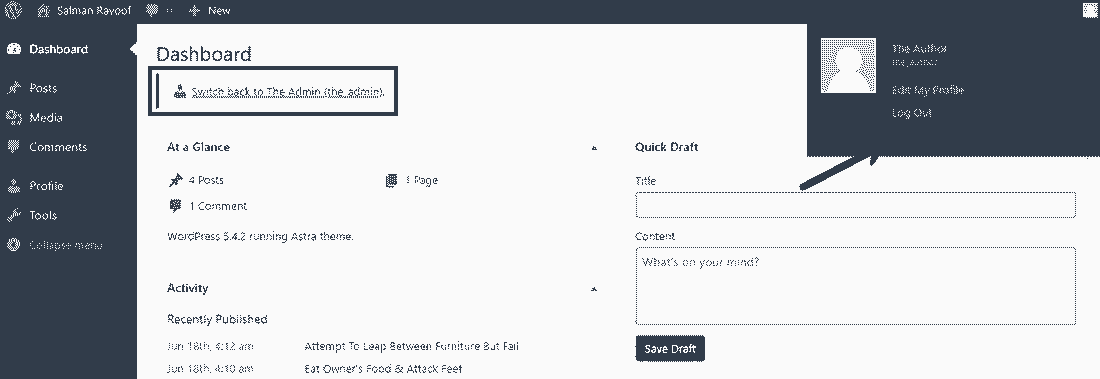 Salman Ravoof
New
Dashboard
Posts
Media
Comments
Profile
Tools
Collapse menu
Dashboard
Switch back to The Admin (the_admin).
The Author
the_author
Edit My Profile
Log Out
At a Glance
4 Posts
1 Page
1 Comment
WordPress 5.4.2 running Astra theme.
Activity
Recently Published
Jun 18th, 4:12 am Attempt To Leap Between Furniture But Fail
Jun 18th, 4:10 am Eat Owner's Food & Attack Feet
Quick Draft
Title
Content
What's on your mind?
Save Draft